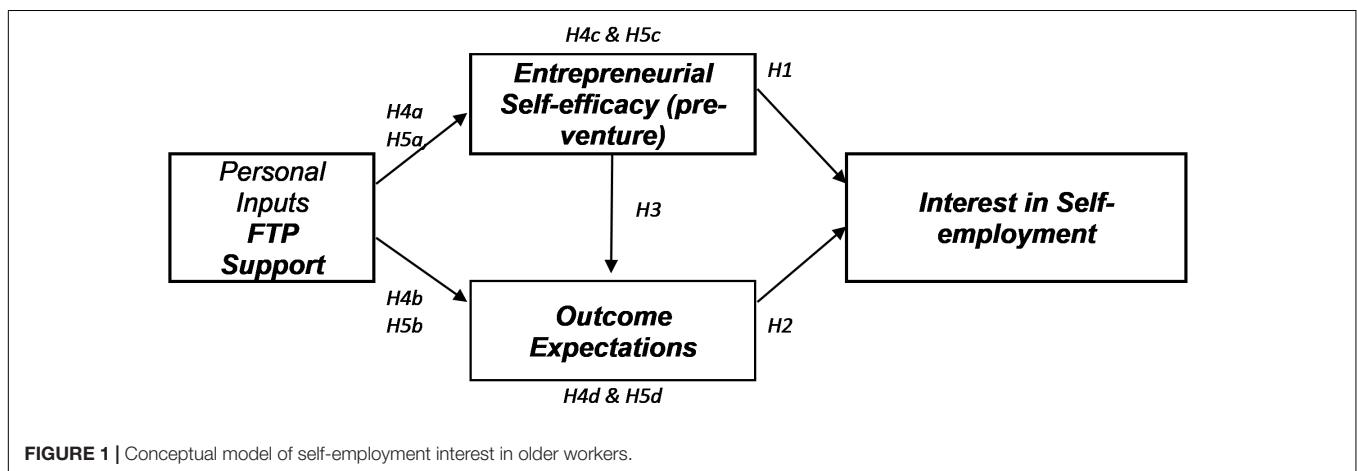 H4c & H5c
Entrepreneurial
Self-efficacy (pre-
venture)
H1
H4a
H5a,
Personal
Inputs
FTP
Support
H3
Interest in Self-
employment
H4b
H5b
Outcome
Expectations
H2
H4d & H5d
FIGURE 1 | Conceptual model of self-employment interest in older workers.